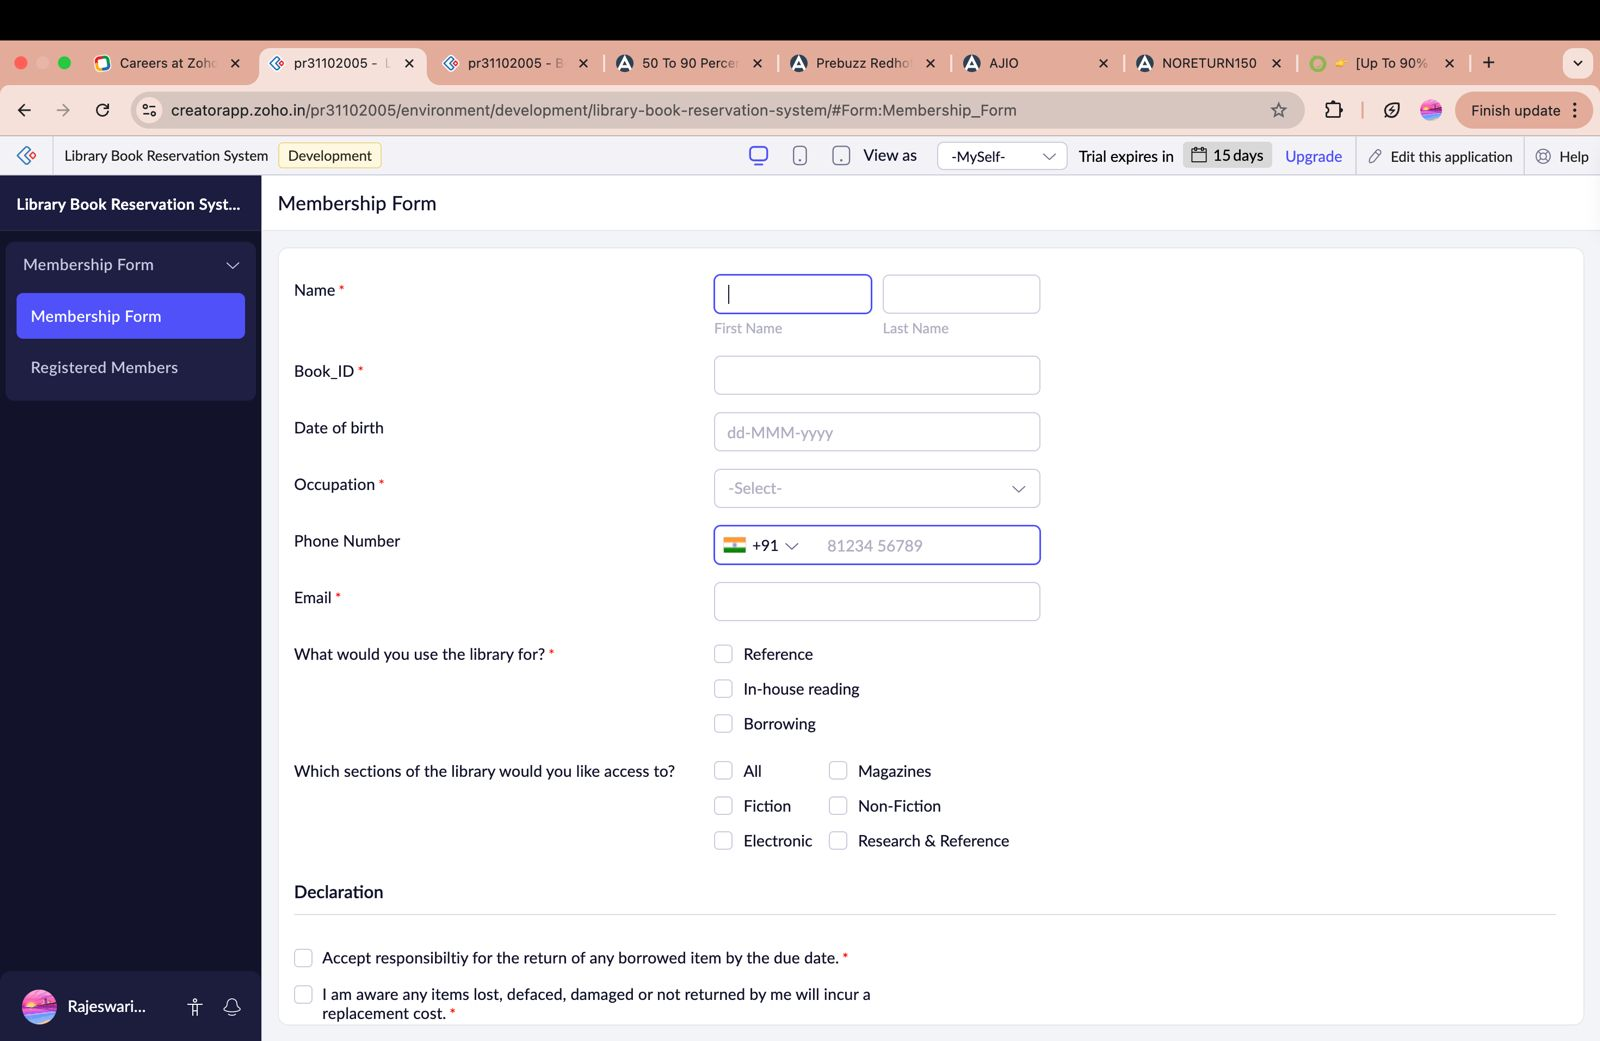 Careers at Zoho
pr31102005 - L
pr31102005 - B
50 To 90 Percen
Prebuzz Redho
AJIO
NORETURN150
[Up To 90%
creatorapp.zoho.in/pr31102005/environment/development/library-book-reservation-system/#Form:Membership_Form
Finish update
Library Book Reservation System
Development
View as
-MySelf-
Trial expires in
15 days
Upgrade
Edit this application
Help
Library Book Reservation Syst...
Membership Form
Membership Form
Registered Members
Rajeswari...
Membership Form
Name *
First Name
Last Name
Book_ID *
Date of birth
dd-MMM-yyyy
Occupation *
-Select-
Phone Number
+91
81234 56789
Email *
What would you use the library for? *
Reference
In-house reading
Borrowing
Which sections of the library would you like access to?
All
Magazines
Fiction
Non-Fiction
Electronic
Research & Reference
Declaration
Accept responsibiltiy for the return of any borrowed item by the due date. *
I am aware any items lost, defaced, damaged or not returned by me will incur a
replacement cost. *